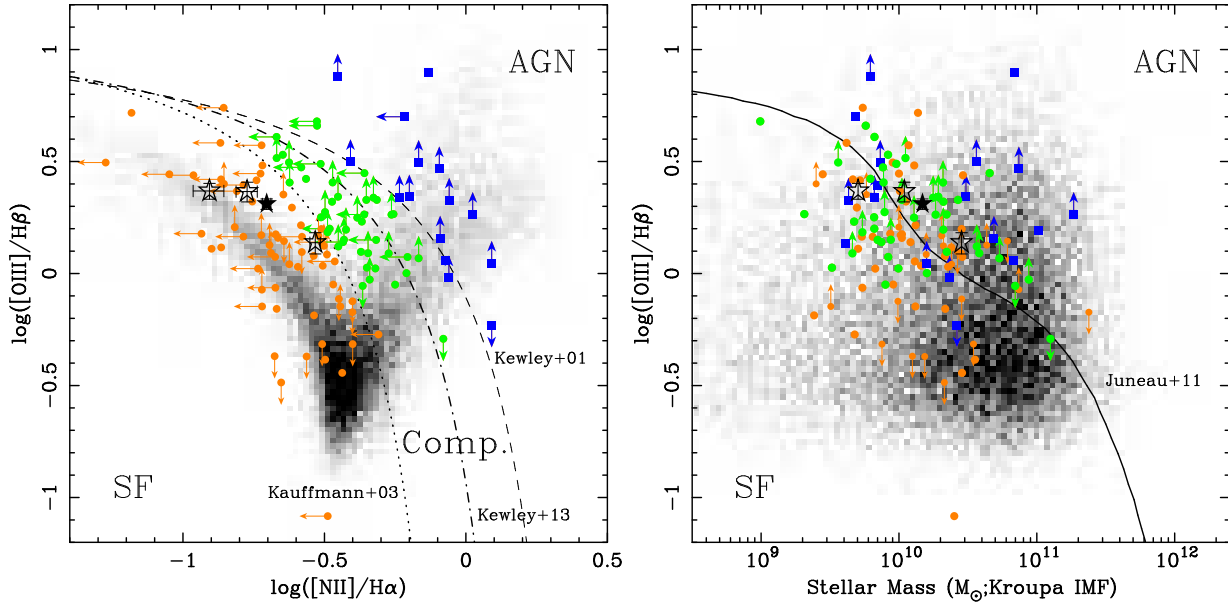 AGN
SF
Comp.
Kauffmann+03
Kewley+13
Kewley+01
1
0.5
0
−0.5
−1
log([OIII]/Hβ)
−1
−0.5
0
0.5
log([NII]/Hα)
AGN
SF
Juneau+11
1
0.5
0
−0.5
−1
log([OIII]/Hβ)
10⁹
10¹⁰
10¹¹
10¹²
Stellar Mass (M⊙;Kroupa IMF)